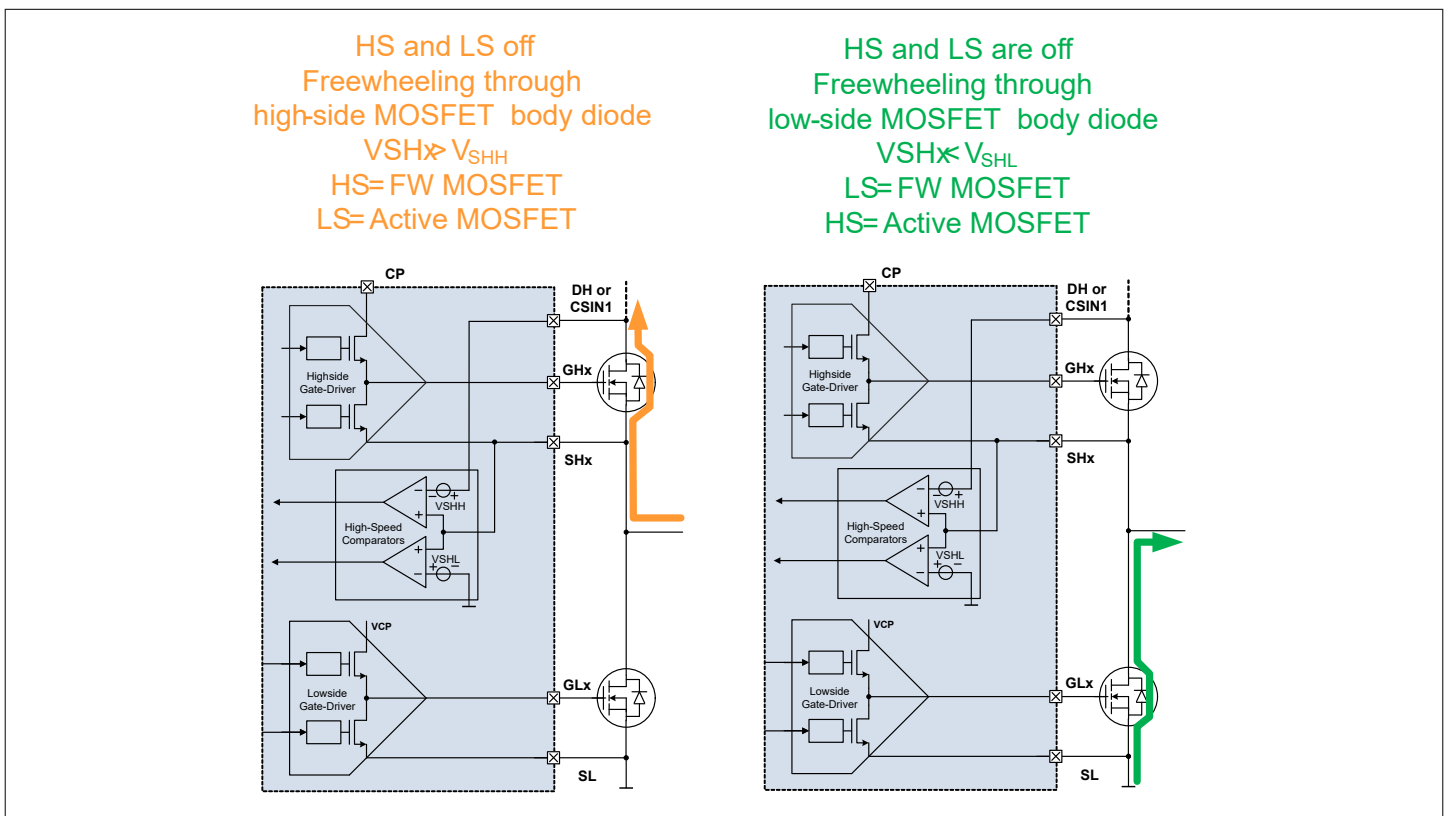 HS and LS off
Freewheeling through
high-side MOSFET body diode
VSHx> VSHH
HS= FW MOSFET
LS= Active MOSFET
HS and LS are off
Freewheeling through
low-side MOSFET body diode
VSHx< VSHL
LS= FW MOSFET
HS= Active MOSFET
CP
DH or
CSIN1
GHx
Highside
Gate-Driver
SHx
VSHH
High-Speed
Comparators
VSHL
VCP
GLx
Lowside
Gate-Driver
SL
CP
DH or
CSIN1
GHx
Highside
Gate-Driver
SHx
VSHH
High-Speed
Comparators
VSHL
VCP
GLx
Lowside
Gate-Driver
SL